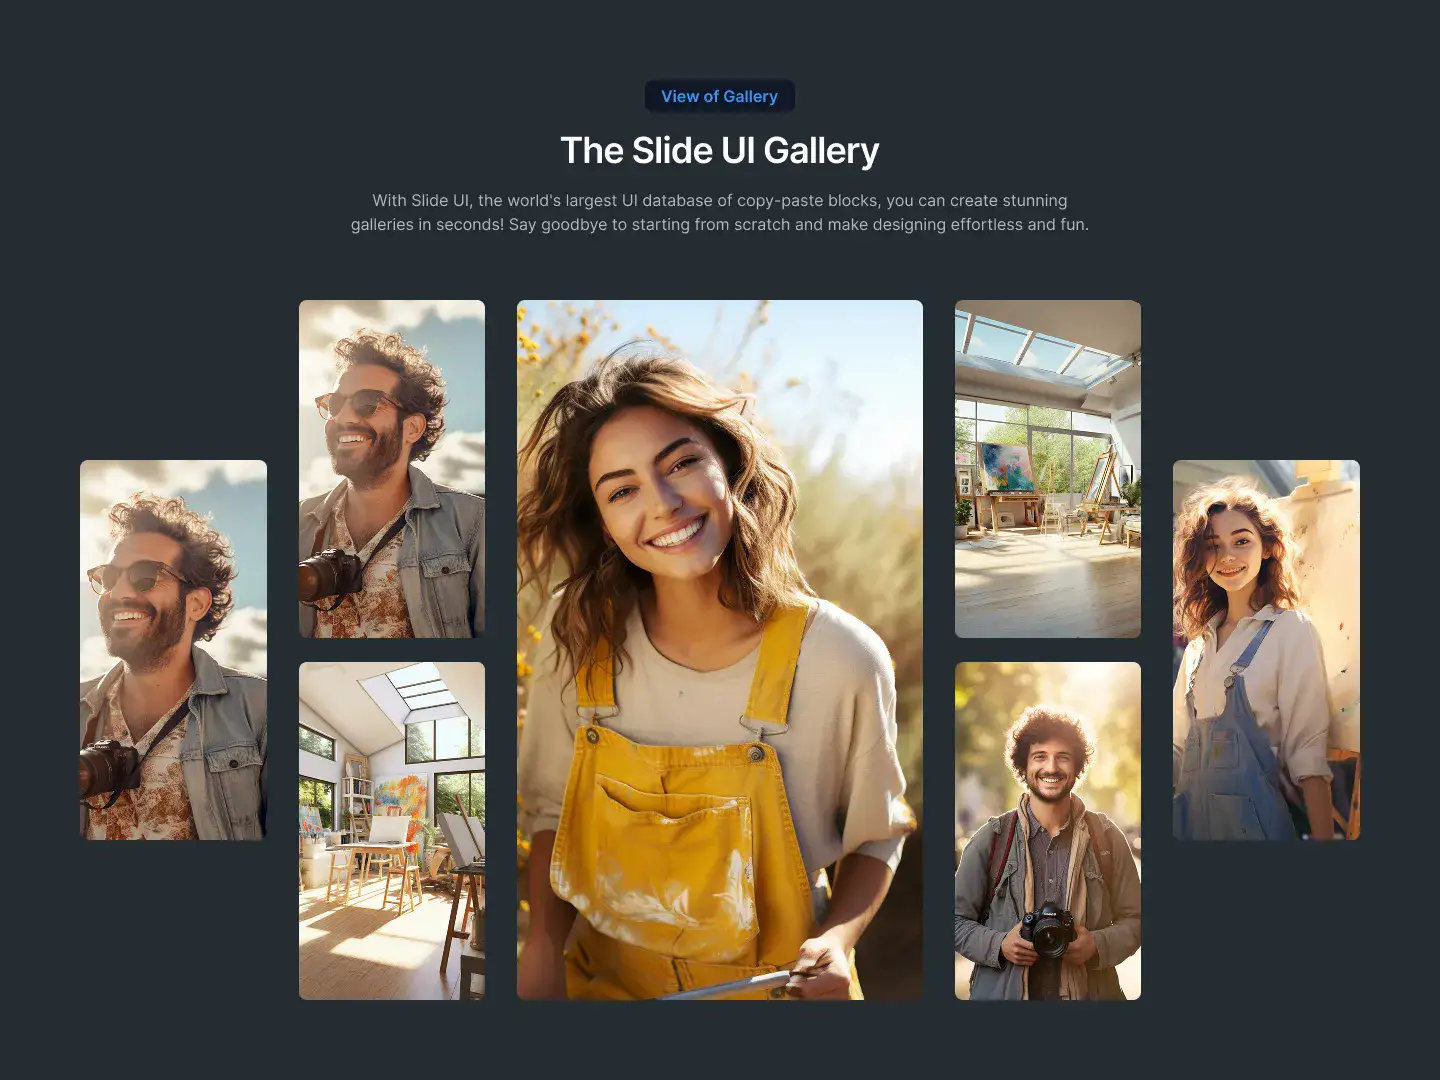 View of Gallery
The Slide UI Gallery
With Slide UI, the world's largest UI database of copy-paste blocks, you can create stunning
galleries in seconds! Say goodbye to starting from scratch and make designing effortless and fun.